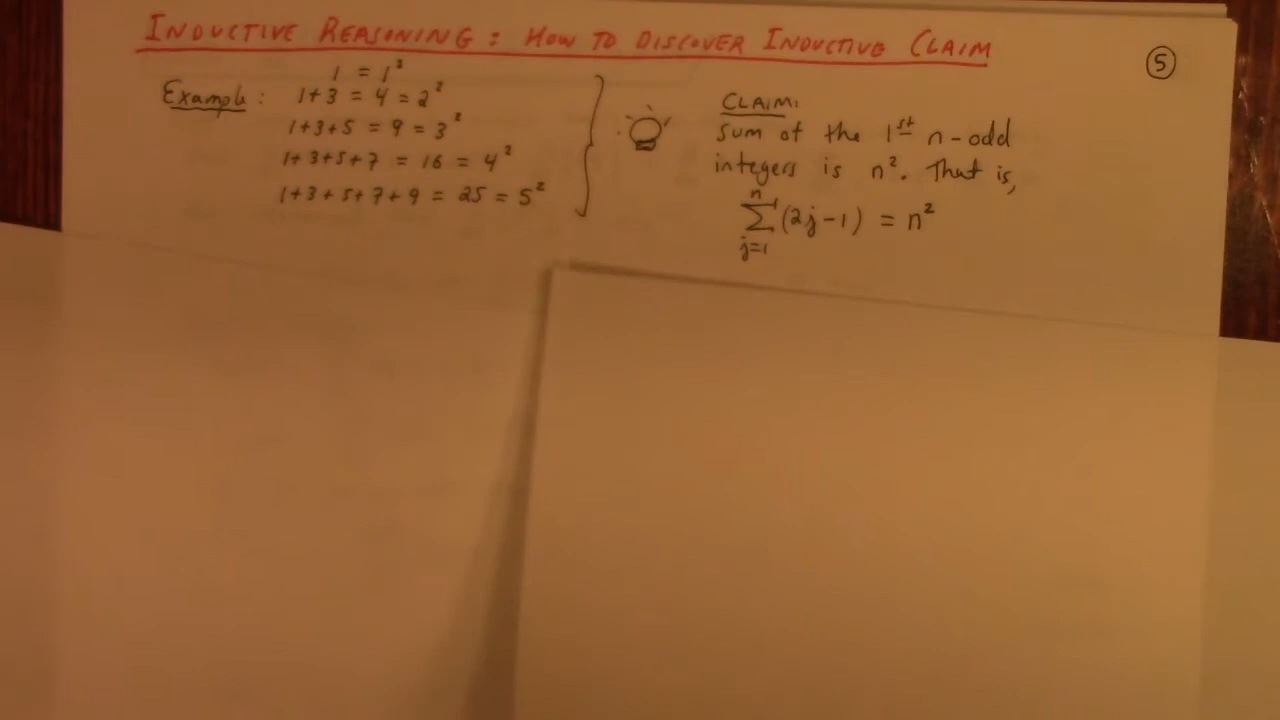 INDUCTIVE REASONING: HOW TO DISCOVER INDUCTIVE CLAIM
5
Example:
1 = 1²
1+3 = 4 = 2²
1+3+5 = 9 = 3²
1+3+5+7 = 16 = 4²
1+3+5+7+9 = 25 = 5²
CLAIM:
Sum of the 1st n-odd
integers is n². That is,
n
∑(2j-1) = n²
j=1